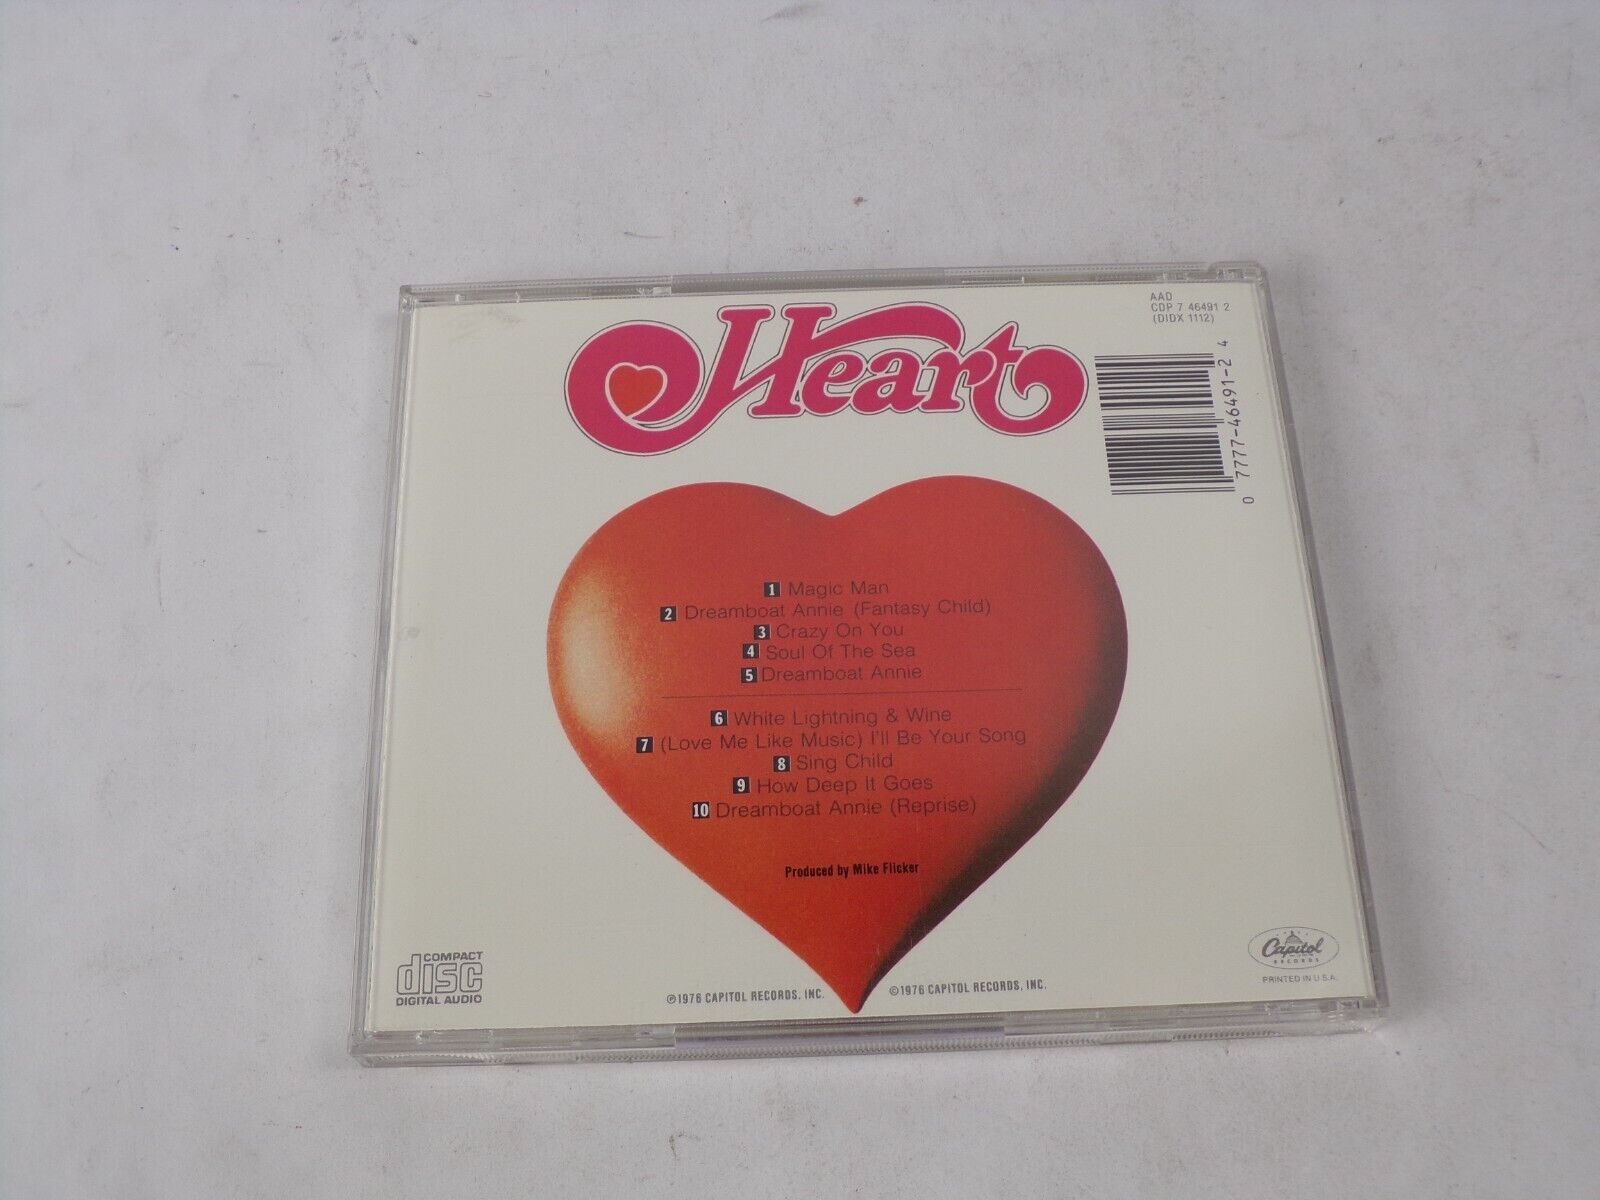 Heart
AAD
CDP 7 46491 2
(DIDX 1112)
0 7777-46491-2 4
1 Magic Man
2 Dreamboat Annie (Fantasy Child)
3 Crazy On You
4 Soul Of The Sea
5 Dreamboat Annie
6 White Lightning & Wine
7 (Love Me Like Music) I'll Be Your Song
8 Sing Child
9 How Deep It Goes
10 Dreamboat Annie (Reprise)
Produced by Mike Flicker
COMPACT
disc
DIGITAL AUDIO
℗1976 CAPITOL RECORDS, INC.
©1976 CAPITOL RECORDS, INC.
Capitol
RECORDS
PRINTED IN U.S.A.